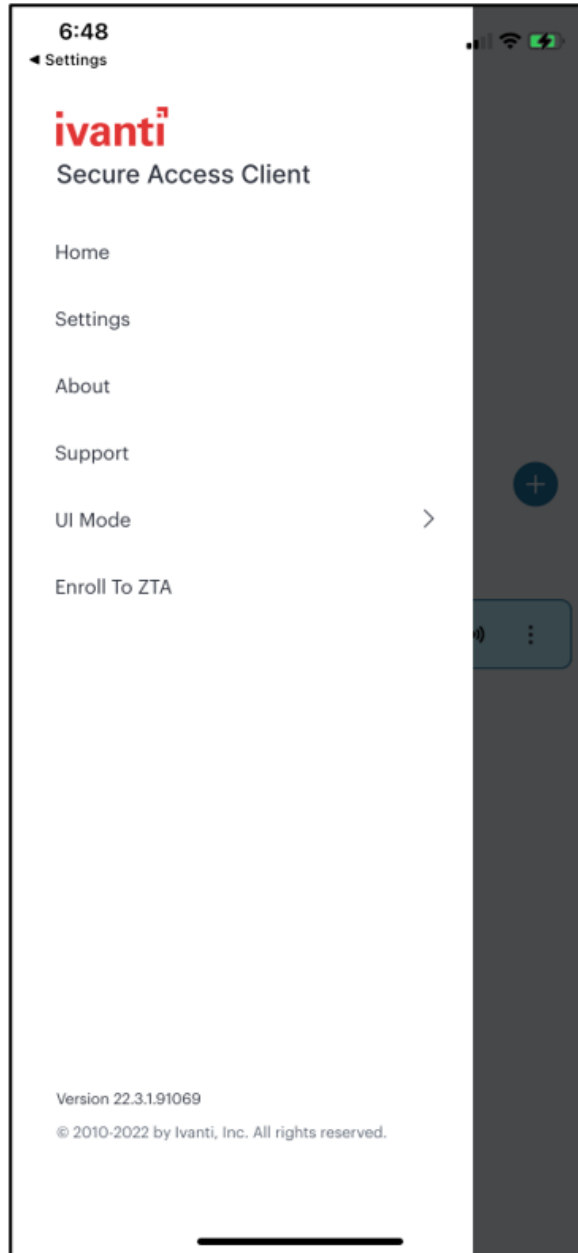 6:48
◀ Settings
ivanti
Secure Access Client
Home
Settings
About
Support
UI Mode
Enroll To ZTA
Version 22.3.1.91069
© 2010-2022 by Ivanti, Inc. All rights reserved.